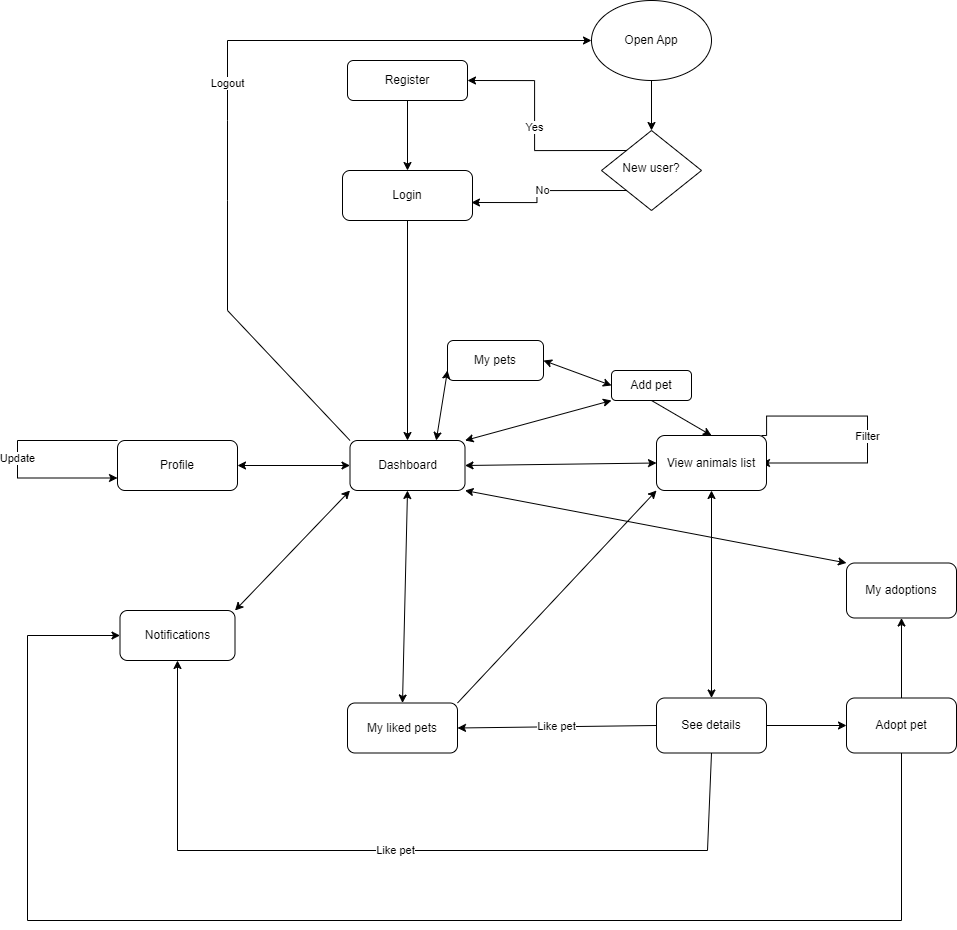 Open App
Register
Logout
Yes
New user?
No
Login
My pets
Add pet
Filter
Update
Profile
Dashboard
View animals list
My adoptions
Notifications
My liked pets
Like pet
See details
Adopt pet
Like pet